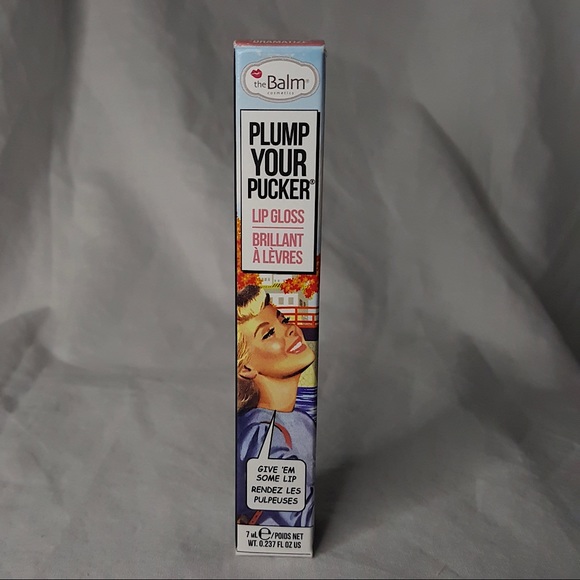 theBalm®
cosmetics
PLUMP
YOUR
PUCKER®
LIP GLOSS
BRILLANT
À LÈVRES
GIVE 'EM
SOME LIP
RENDEZ LES
PULPEUSES
7 mL ℮/POIDS NET
WT. 0.237 FL OZ US